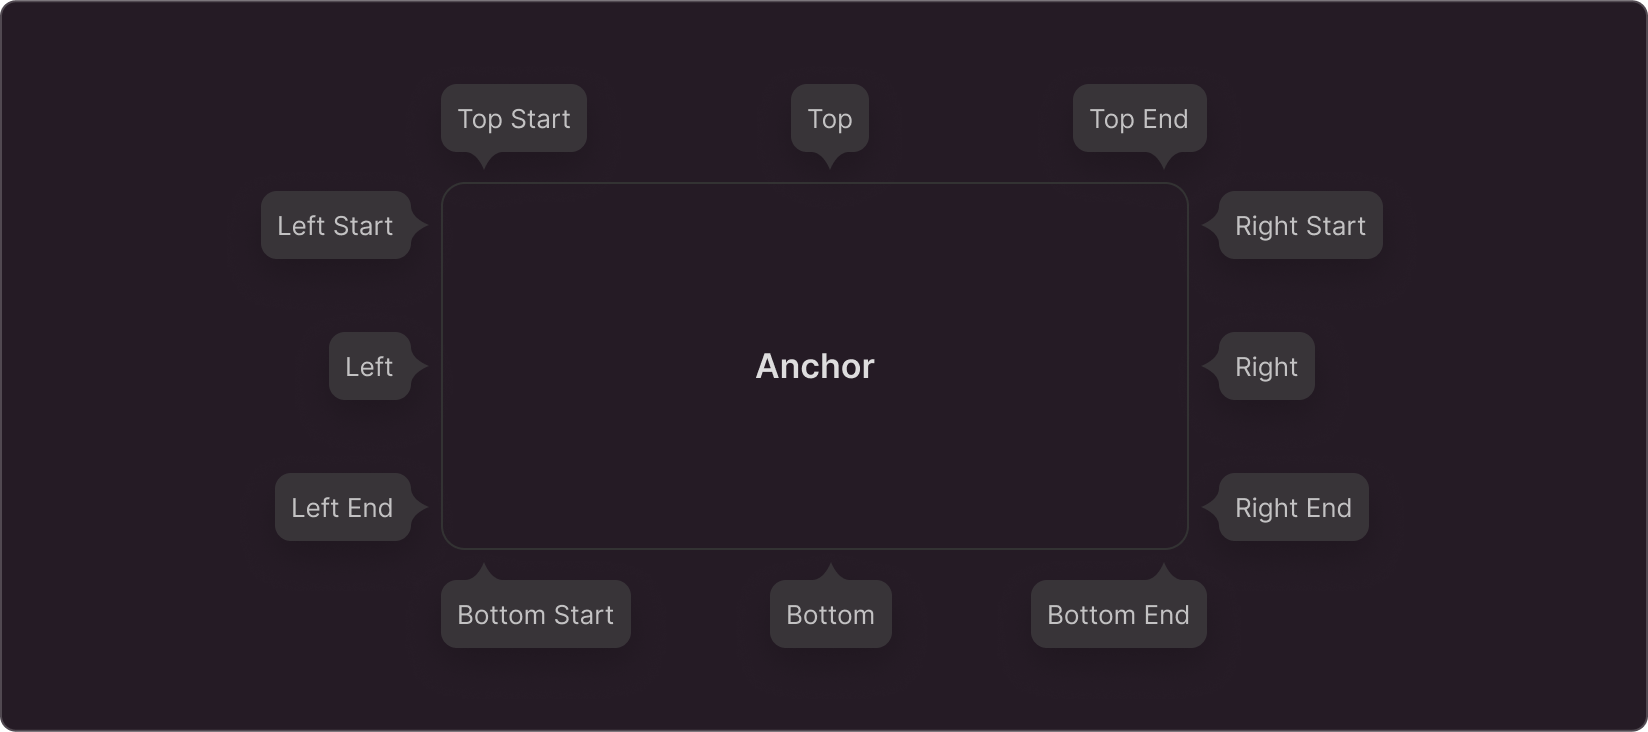 Top Start
Top
Top End
Left Start
Right Start
Left
Anchor
Right
Left End
Right End
Bottom Start
Bottom
Bottom End